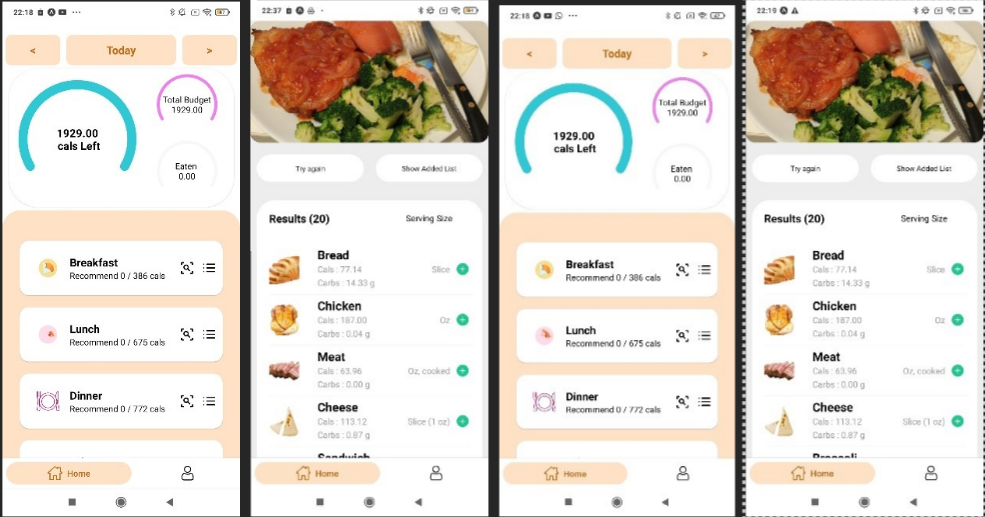 22:18
<
Today
>
1929.00
cals Left
Total Budget
1929.00
Eaten
0.00
Breakfast
Recommend 0 / 386 cals
Lunch
Recommend 0 / 675 cals
Dinner
Recommend 0 / 772 cals
Home
22:37
Try again
Show Added List
Results (20)
Serving Size
Bread
Cals : 77.14
Carbs : 14.33 g
Slice
Chicken
Cals : 187.00
Carbs : 0.04 g
Oz
Meat
Cals : 63.96
Carbs : 0.00 g
Oz, cooked
Cheese
Cals : 113.12
Carbs : 0.87 g
Slice (1 oz)
Sandwich
Home
22:18
<
Today
>
1929.00
cals Left
Total Budget
1929.00
Eaten
0.00
Breakfast
Recommend 0 / 386 cals
Lunch
Recommend 0 / 675 cals
Dinner
Recommend 0 / 772 cals
Home
22:19
Try again
Show Added List
Results (20)
Serving Size
Bread
Cals : 77.14
Carbs : 14.33 g
Slice
Chicken
Cals : 187.00
Carbs : 0.04 g
Oz
Meat
Cals : 63.96
Carbs : 0.00 g
Oz, cooked
Cheese
Cals : 113.12
Carbs : 0.87 g
Slice (1 oz)
Broccoli
Home